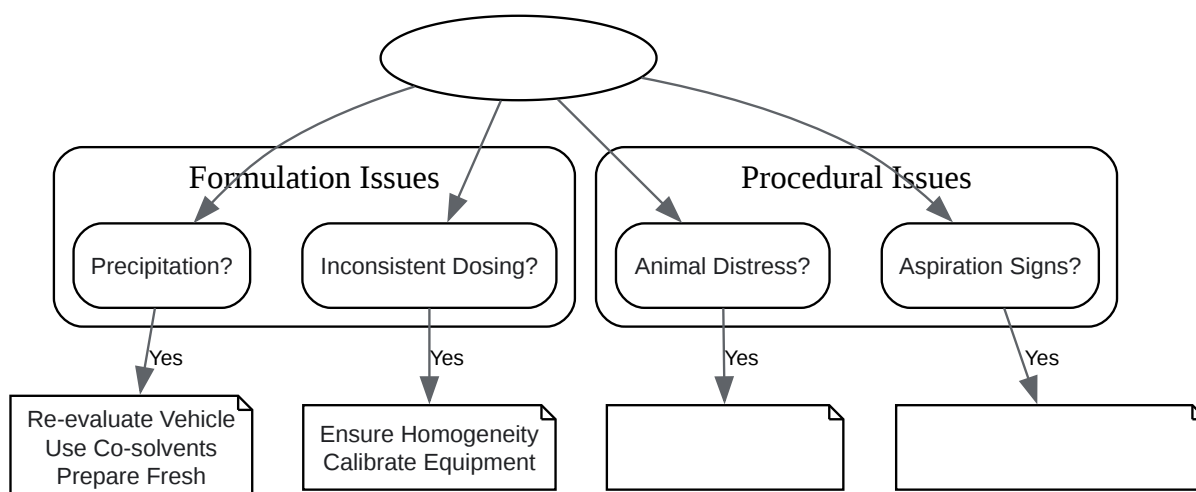 Formulation Issues
Procedural Issues
Precipitation?
Inconsistent Dosing?
Animal Distress?
Aspiration Signs?
Yes
Yes
Yes
Yes
Re-evaluate Vehicle
Use Co-solvents
Prepare Fresh
Ensure Homogeneity
Calibrate Equipment